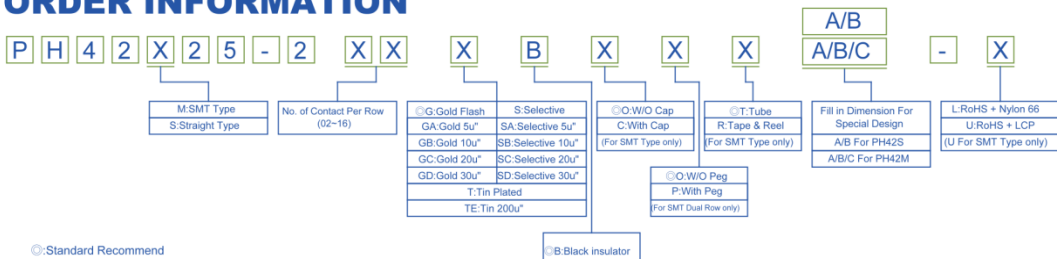 ORDER INFORMATION
P H 4 2 X 2 5 - 2 X X X B X X X A/B A/B/C - X
M:SMT Type
S:Straight Type
No. of Contact Per Row
(02~16)
◎G:Gold Flash S:Selective
GA:Gold 5u" SA:Selective 5u"
GB:Gold 10u" SB:Selective 10u"
GC:Gold 20u" SC:Selective 20u"
GD:Gold 30u" SD:Selective 30u"
T:Tin Plated
TE:Tin 200u"
◎B:Black insulator
◎O:W/O Cap
C:With Cap
(For SMT Type only)
◎O:W/O Peg
P:With Peg
(For SMT Dual Row only)
◎T:Tube
R:Tape & Reel
(For SMT Type only)
Fill in Dimension For
Special Design
A/B For PH42S
A/B/C For PH42M
L:RoHS + Nylon 66
U:RoHS + LCP
(U For SMT Type only)
◎:Standard Recommend